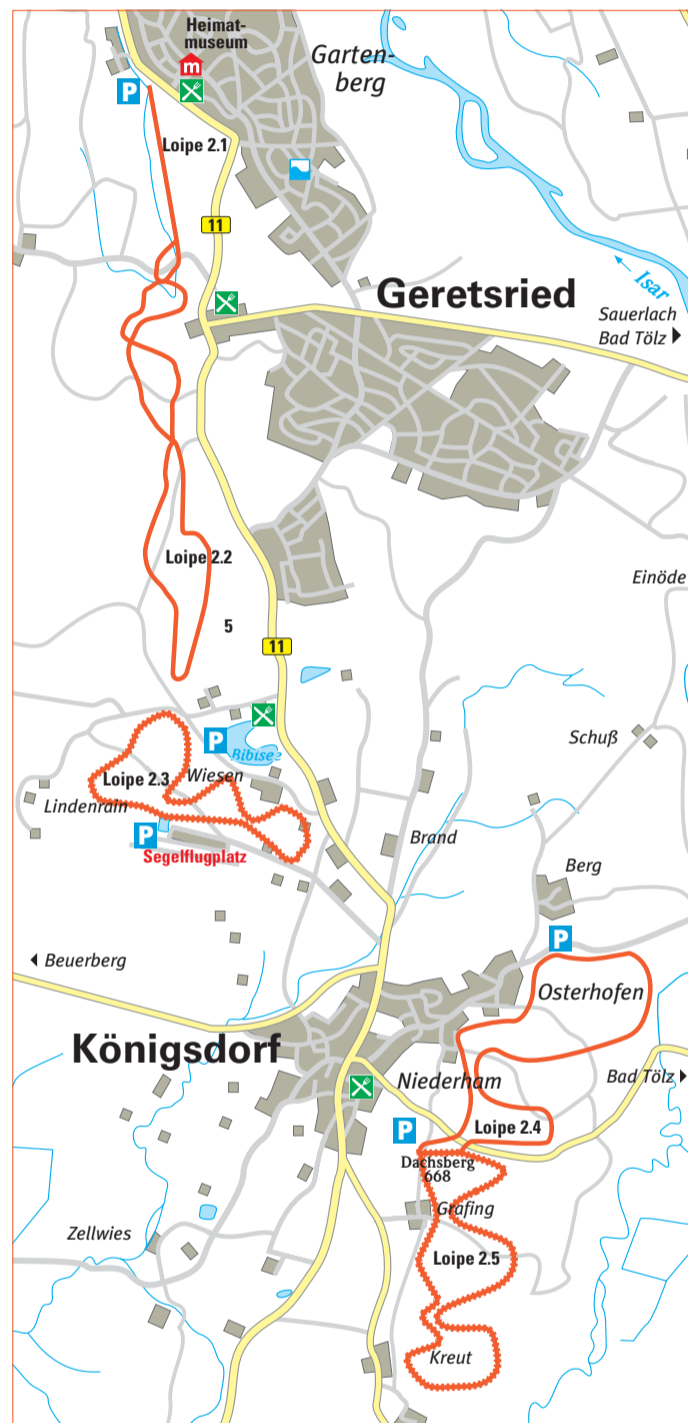 Heimat-
museum
m
Garten-
berg
P
Loipe 2.1
11
Geretsried
Isar
Sauerlach
Bad Tölz
Loipe 2.2
Einöde
5
11
P
Bibisee
Schuß
Loipe 2.3
Wiesen
Lindenrain
P
Segelflugplatz
Brand
Berg
P
Beuerberg
Osterhofen
Königsdorf
Niederham
Bad Tölz
P
Loipe 2.4
Dachsberg
668
Grafing
Zellwies
Loipe 2.5
Kreut